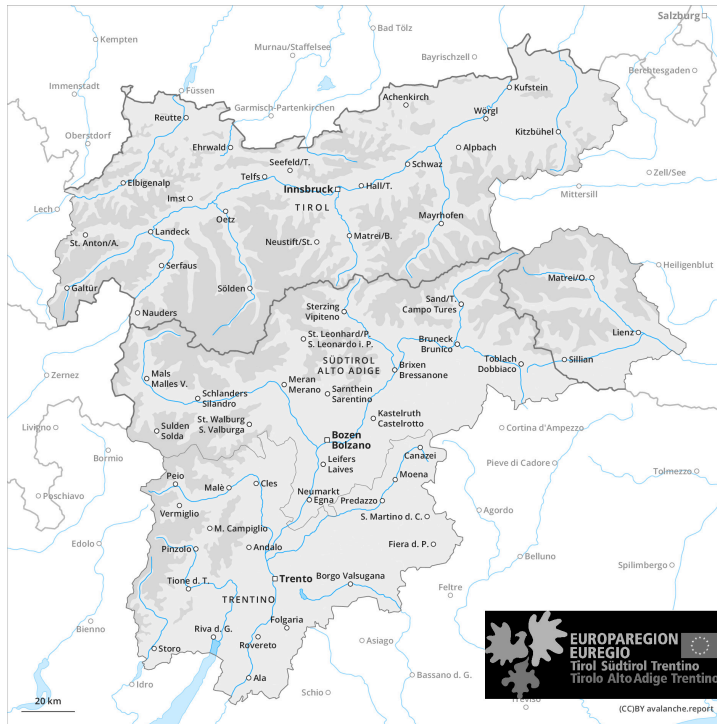 Salzburg
Kempten
Bad Tölz
Murnau/Staffelsee
Bayrischzell
Berchtesgaden
Immenstadt
Füssen
Kufstein
Achenkirch
Garmisch-Partenkirchen
Reutte
Wörgl
Kitzbühel
Oberstdorf
Ehrwald
Alpbach
Seefeld/T.
Schwaz
Telfs
Zell/See
Elbigenalp
Innsbruck
Hall/T.
Mittersill
Imst
TIROL
Lech
Oetz
Mayrhofen
Landeck
Matrei/B.
St. Anton/A.
Neustift/St.
Serfaus
Heiligenblut
Matrei/O.
Galtür
Sölden
Sand/T.
Campo Tures
Nauders
Sterzing
Vipiteno
Lienz
St. Leonhard/P.
S. Leonardo i. P.
Bruneck
Brunico
SÜDTIROL
ALTO ADIGE
Toblach
Dobbiaco
Sillian
Brixen
Bressanone
Zernez
Mals
Malles V.
Meran
Merano
Sarnthein
Sarentino
Schlanders
Silandro
St. Walburg
S. Valburga
Kastelruth
Castelrotto
Livigno
Sulden
Solda
Cortina d'Ampezzo
Bozen
Bolzano
Bormio
Canazei
Leifers
Laives
Pieve di Cadore
Tolmezzo
Peio
Moena
Malè
Cles
Neumarkt
Egna
Predazzo
Poschiavo
Vermiglio
Agordo
S. Martino d. C.
M. Campiglio
Edolo
Pinzolo
Andalo
Fiera d. P.
Belluno
Spilimbergo
Tione d. T.
Trento
Borgo Valsugana
Feltre
TRENTINO
Folgaria
Bienno
Riva d. G.
Rovereto
Asiago
Storo
EUROPAREGION
EUREGIO
Tirol Südtirol Trentino
Tirolo Alto Adige Trentino
Ala
Bassano d. G.
Idro
Schio
Treviso
20 km
(CC)BY avalanche.report